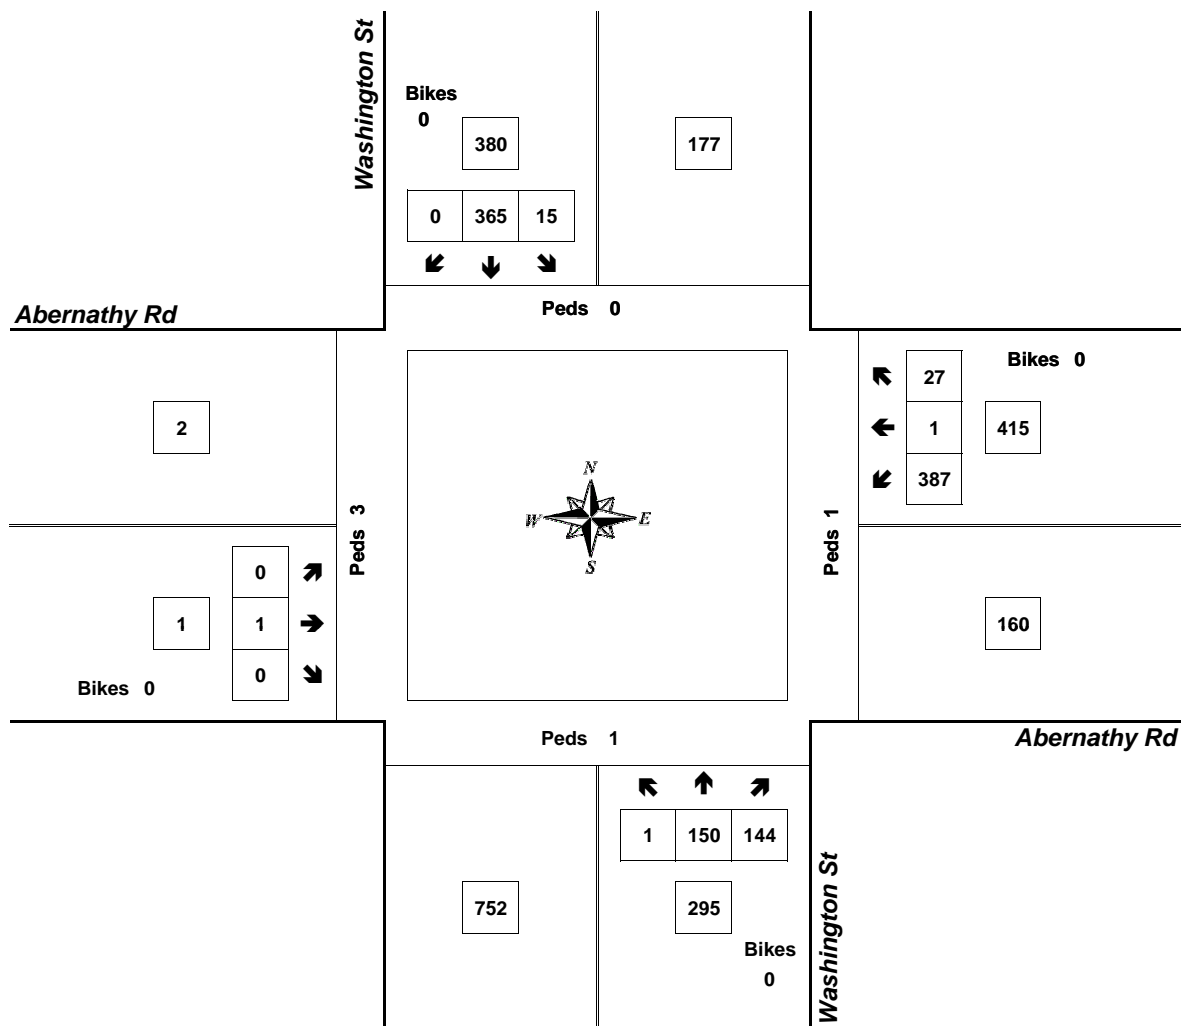 Washington St
Bikes
0
380
177
0 365 15
Peds 0
Abernathy Rd
Bikes 0
27
2
1
415
387
N
W E
S
Peds 3
Peds 1
0
1
1
160
0
Bikes 0
Peds 1
Abernathy Rd
1 150 144
752
295
Bikes
0
Washington St